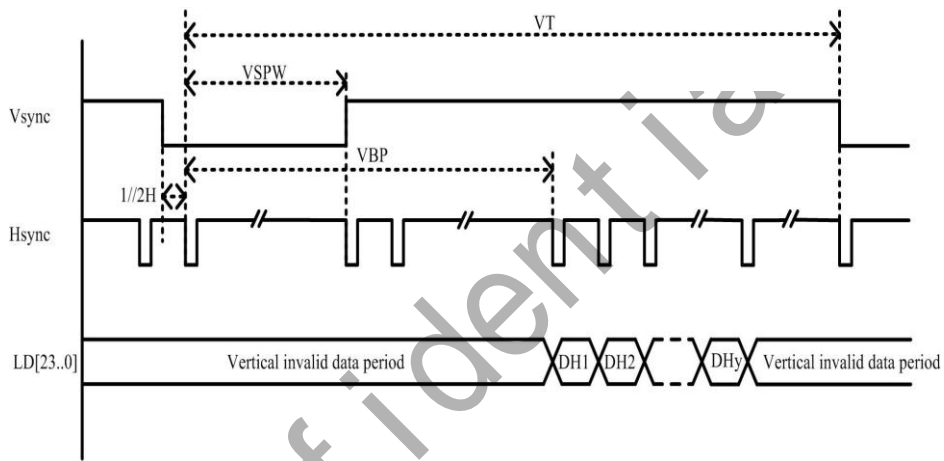 VT
VSPW
Vsync
VBP
1//2H
Hsync
LD[23..0] Vertical invalid data period DH1 DH2 DHy Vertical invalid data period
fidentia